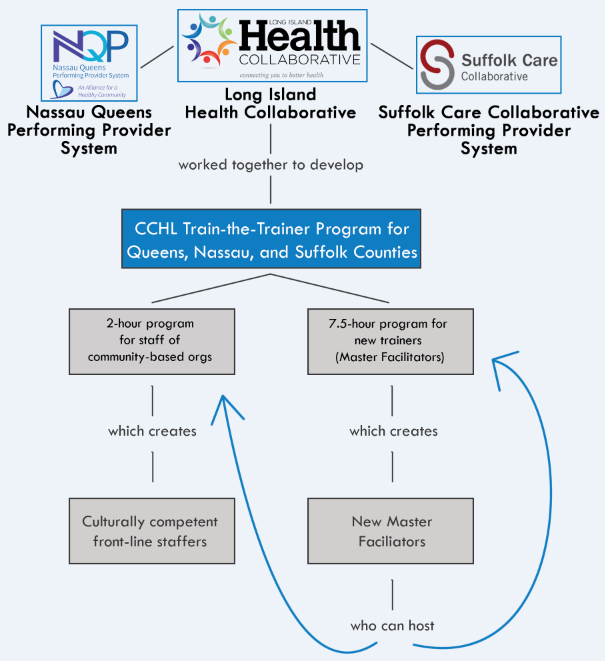 NQP
Nassau Queens
Performing Provider System
An Alliance for a
Healthy Community
LONG ISLAND
Health
COLLABORATIVE
connecting you to better health
Suffolk Care
Collaborative
Nassau Queens
Performing Provider
System
Long Island
Health Collaborative
Suffolk Care Collaborative
Performing Provider
System
worked together to develop
CCHL Train-the-Trainer Program for
Queens, Nassau, and Suffolk Counties
2-hour program
for staff of
community-based orgs
7.5-hour program for
new trainers
(Master Facilitators)
which creates
which creates
Culturally competent
front-line staffers
New Master
Faciliators
who can host